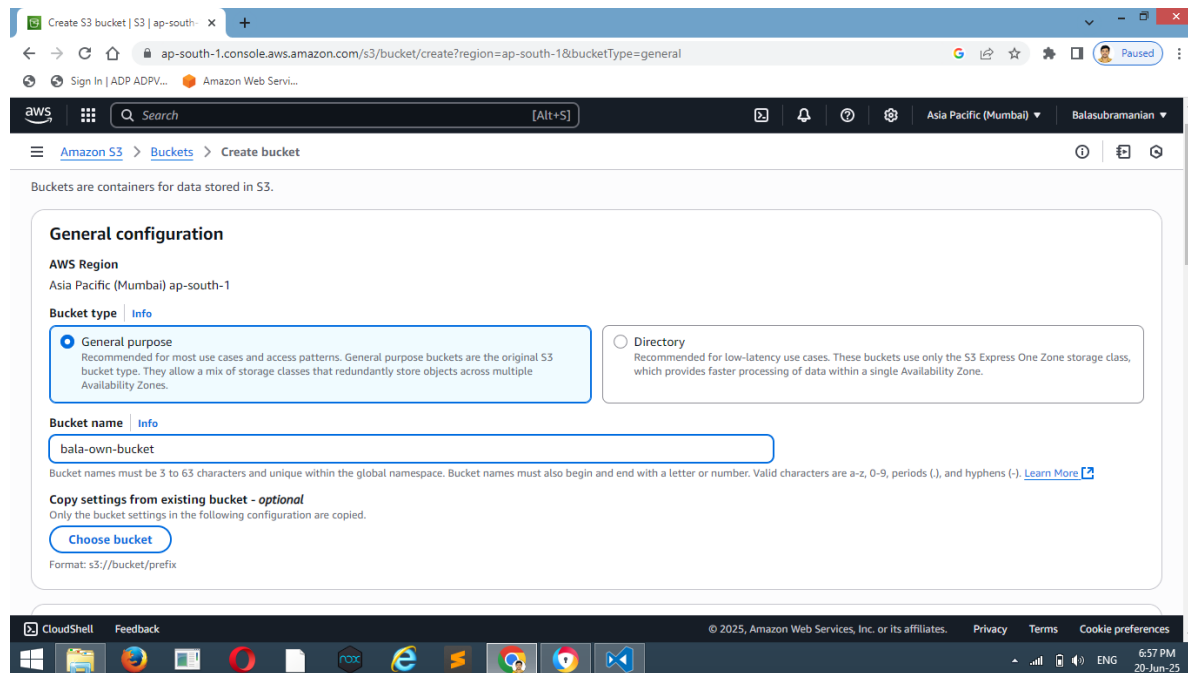 Create S3 bucket | S3 | ap-south-
ap-south-1.console.aws.amazon.com/s3/bucket/create?region=ap-south-1&bucketType=general
Paused
Sign In | ADP ADPV...
Amazon Web Servi...
aws
Search
[Alt+S]
Asia Pacific (Mumbai)
Balasubramanian
Amazon S3 > Buckets > Create bucket
Buckets are containers for data stored in S3.
General configuration
AWS Region
Asia Pacific (Mumbai) ap-south-1
Bucket type
Info
General purpose
Recommended for most use cases and access patterns. General purpose buckets are the original S3
bucket type. They allow a mix of storage classes that redundantly store objects across multiple
Availability Zones.
Directory
Recommended for low-latency use cases. These buckets use only the S3 Express One Zone storage class,
which provides faster processing of data within a single Availability Zone.
Bucket name
Info
bala-own-bucket
Bucket names must be 3 to 63 characters and unique within the global namespace. Bucket names must also begin and end with a letter or number. Valid characters are a-z, 0-9, periods (.), and hyphens (-). Learn More
Copy settings from existing bucket - optional
Only the bucket settings in the following configuration are copied.
Choose bucket
Format: s3://bucket/prefix
CloudShell
Feedback
© 2025, Amazon Web Services, Inc. or its affiliates.
Privacy
Terms
Cookie preferences
nox
ENG
6:57 PM
20-Jun-25